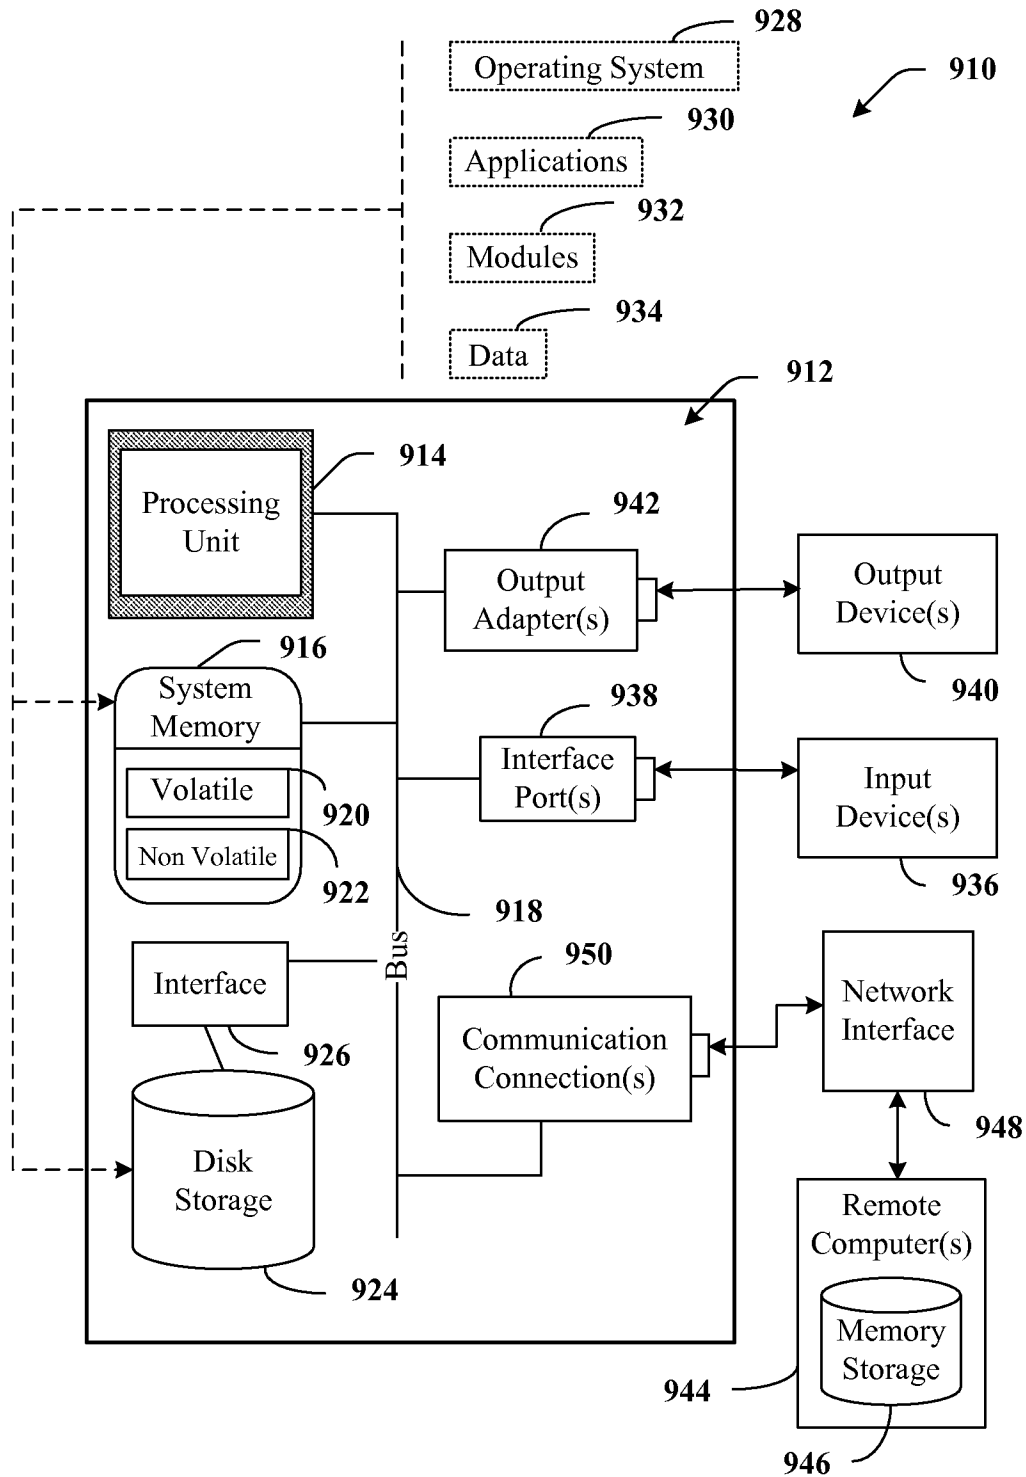 928
Operating System
910
930
Applications
932
Modules
934
Data
912
914
Processing
Unit
942
Output
Adapter(s)
Output
Device(s)
940
916
System
Memory
938
Interface
Port(s)
Input
Device(s)
936
Volatile
920
Non Volatile
922
918
Bus
950
Interface
926
Communication
Connection(s)
Network
Interface
948
Disk
Storage
924
Remote
Computer(s)
Memory
Storage
944
946